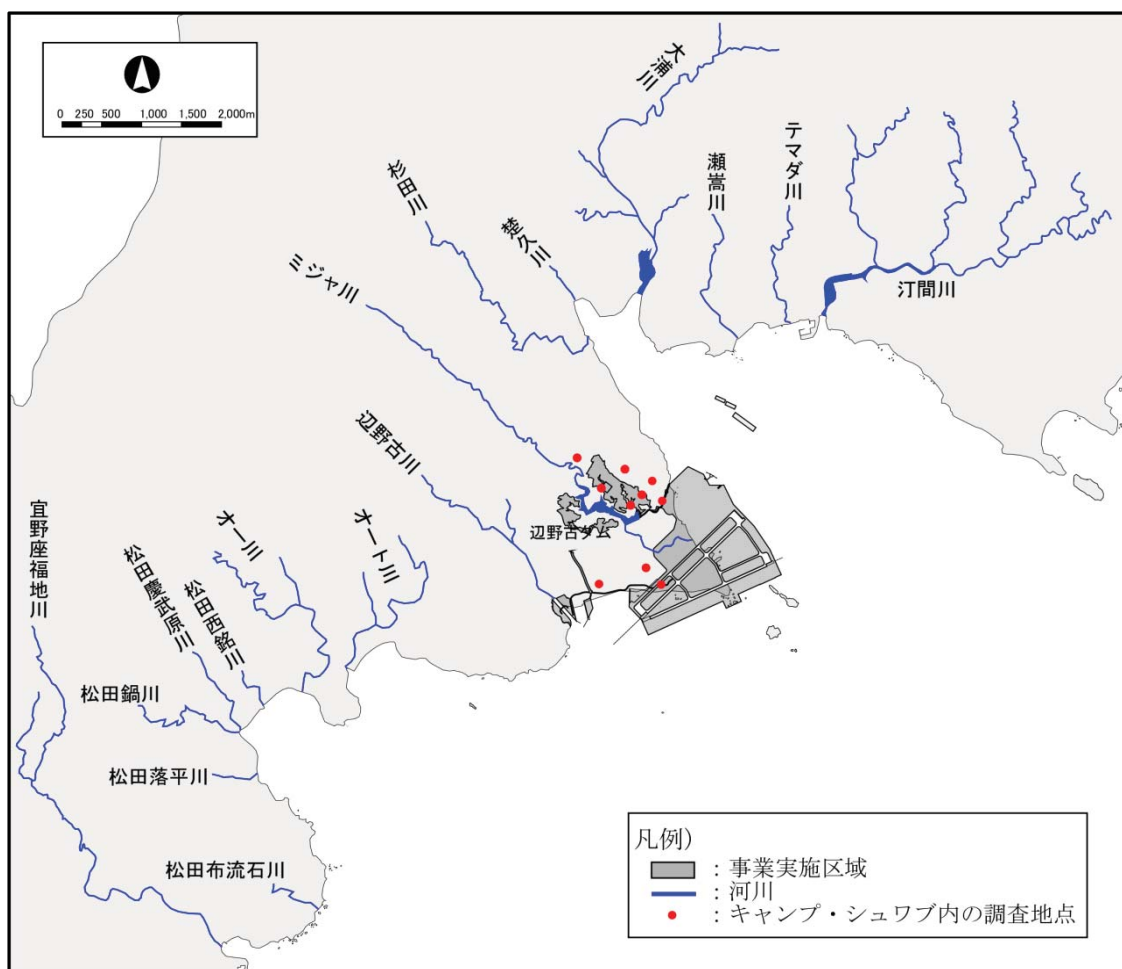 0 250 500 1,000 1,500 2,000m
大浦川
テマダ川
瀬嵩川
杉田川
楚久川
ミジャ川
汀間川
辺野古川
辺野古ダム
宜野座福地川
オー川
オート川
松田慶武原川
松田西銘川
松田鍋川
松田落平川
松田布流石川
凡例)
：事業実施区域
：河川
：キャンプ・シュワブ内の調査地点